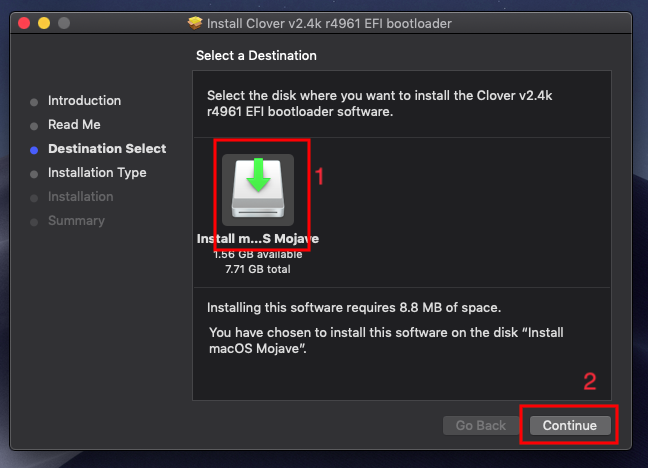 Install Clover v2.4k r4961 EFI bootloader
Select a Destination
Introduction
Read Me
Destination Select
Installation Type
Installation
Summary
Select the disk where you want to install the Clover v2.4k
r4961 EFI bootloader software.
1
Install m...S Mojave
1.56 GB available
7.71 GB total
Installing this software requires 8.8 MB of space.
You have chosen to install this software on the disk “Install
macOS Mojave”.
2
Go Back
Continue